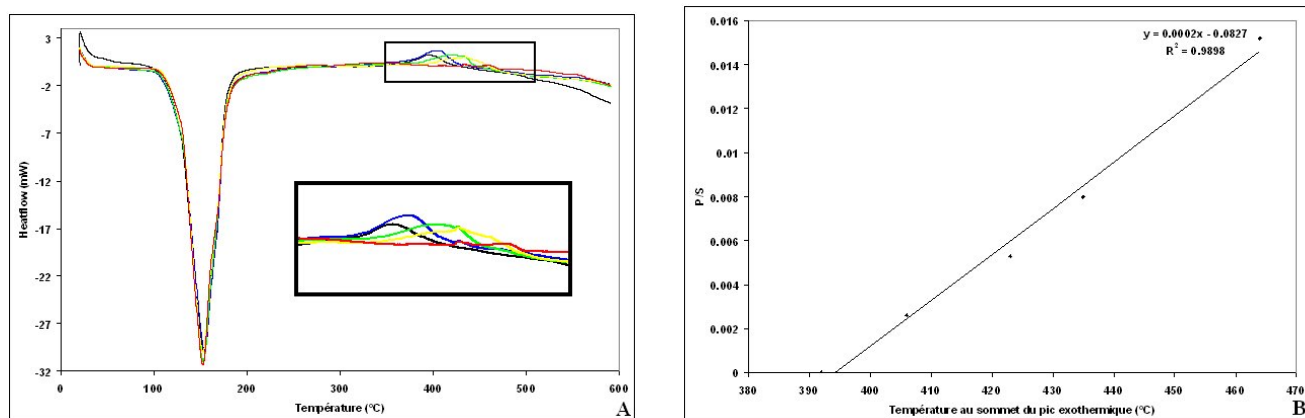 3
-2
-7
-12
-17
-22
-27
-32
Heatflow (mW)
0 100 200 300 400 500 600
Température (°C)
A
0.016
0.014
0.012
0.01
0.008
0.006
0.004
0.002
0
P/S
y = 0.0002x - 0.0827
R² = 0.9898
380 390 400 410 420 430 440 450 460 470
Température au sommet du pic exothermique (°C)
B